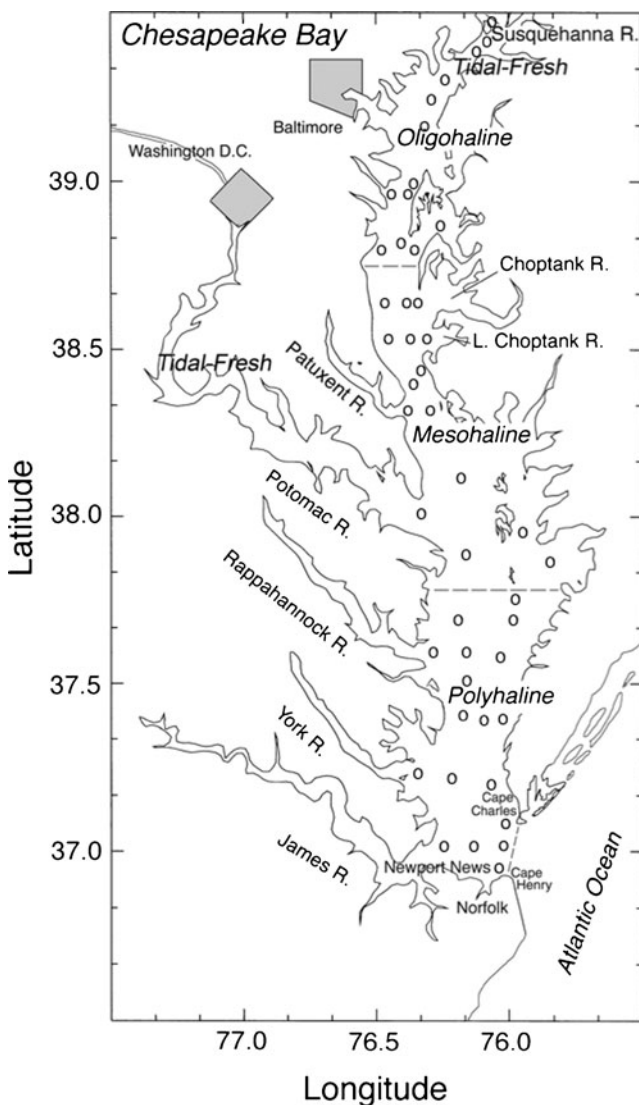 Chesapeake Bay
Susquehanna R.
Tidal-Fresh
Baltimore
Oligohaline
Washington D.C.
39.0
Choptank R.
38.5
L. Choptank R.
Tidal-Fresh
Patuxent R.
Mesohaline
Potomac R.
38.0
Latitude
Rappahannock R.
37.5
Polyhaline
York R.
Cape
Charles
James R.
37.0
Newport News
Cape
Henry
Norfolk
Atlantic Ocean
77.0
76.5
76.0
Longitude